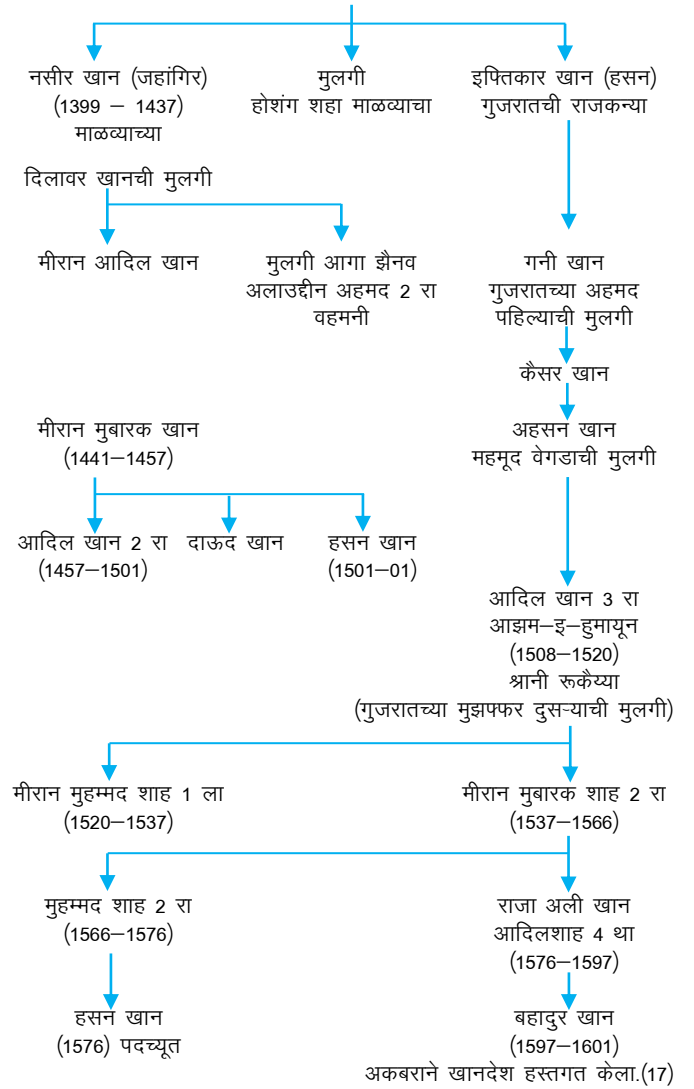 नसीर खान (जहांगिर)
(1399 – 1437)
माळव्याच्या
मुलगी
होशंग शहा माळव्याचा
इफ्तिकार खान (हसन)
गुजरातची राजकन्या
दिलावर खानची मुलगी
मीरान आदिल खान
मुलगी आगा झैनव
अलाउद्दीन अहमद 2 रा
वहमनी
गनी खान
गुजरातच्या अहमद
पहिल्याची मुलगी
कैसर खान
मीरान मुबारक खान
(1441–1457)
अहसन खान
महमूद वेगडाची मुलगी
आदिल खान 2 रा
(1457–1501)
दाऊद खान
हसन खान
(1501–01)
आदिल खान 3 रा
आझम–इ–हुमायून
(1508–1520)
श्रानी रूकैय्या
(गुजरातच्या मुझफ्फर दुसऱ्याची मुलगी)
मीरान मुहम्मद शाह 1 ला
(1520–1537)
मीरान मुबारक शाह 2 रा
(1537–1566)
मुहम्मद शाह 2 रा
(1566–1576)
राजा अली खान
आदिलशाह 4 था
(1576–1597)
हसन खान
(1576) पदच्यूत
बहादुर खान
(1597–1601)
अकबराने खानदेश हस्तगत केला.(17)